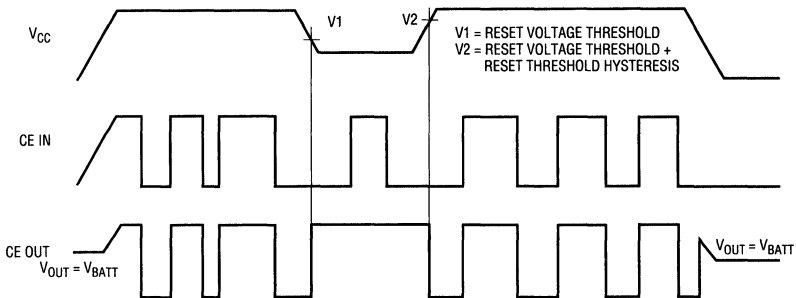 V1
V2
VCC
V1 = RESET VOLTAGE THRESHOLD
V2 = RESET VOLTAGE THRESHOLD +
RESET THRESHOLD HYSTERESIS
CE IN
CE OUT
VOUT = VBATT
VOUT = VBATT